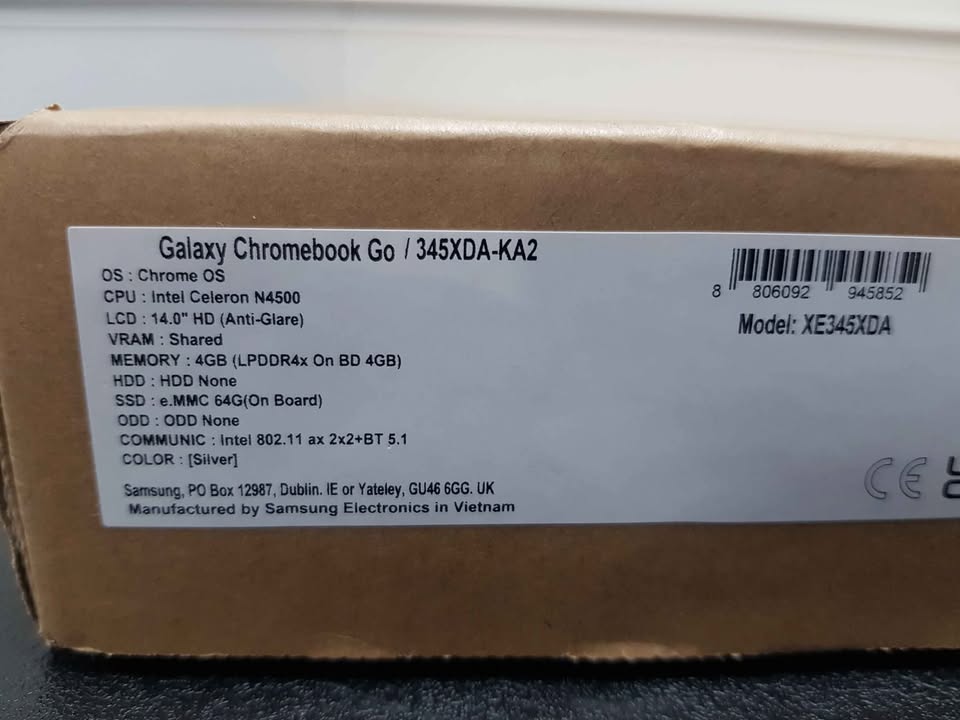 Galaxy Chromebook Go / 345XDA-KA2
OS : Chrome OS
CPU : Intel Celeron N4500
LCD : 14.0" HD (Anti-Glare)
VRAM : Shared
MEMORY : 4GB (LPDDR4x On BD 4GB)
HDD : HDD None
SSD : e.MMC 64G(On Board)
ODD : ODD None
COMMUNIC : Intel 802.11 ax 2x2+BT 5.1
COLOR : [Silver]
Samsung, PO Box 12987, Dublin. IE or Yateley, GU46 6GG. UK
Manufactured by Samsung Electronics in Vietnam
8 806092 945852
Model: XE345XDA
CE